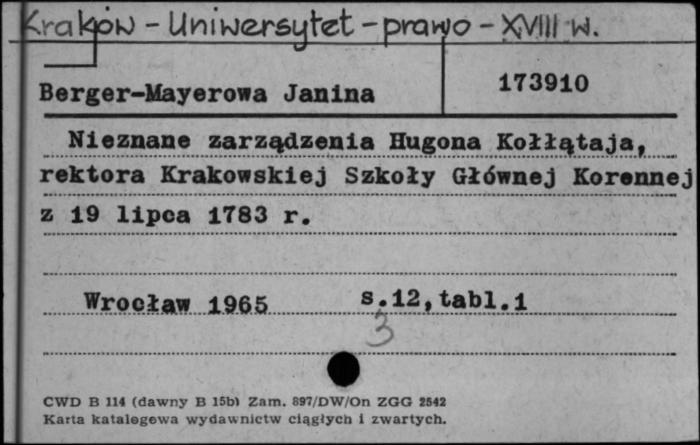 Kraków - Uniwersytet - prawo - XVIII w.
Berger-Mayerowa Janina
173910
Nieznane zarządzenia Hugona Kołłątaja,
rektora Krakowskiej Szkoły Głównej Korennej
z 19 lipca 1783 r.
Wrocław 1965 s.12,tabl.1
3
CWD B 114 (dawny B 15b) Zam. 897/DW/On ZGG 2542
Karta katalogowa wydawnictw ciągłych i zwartych.